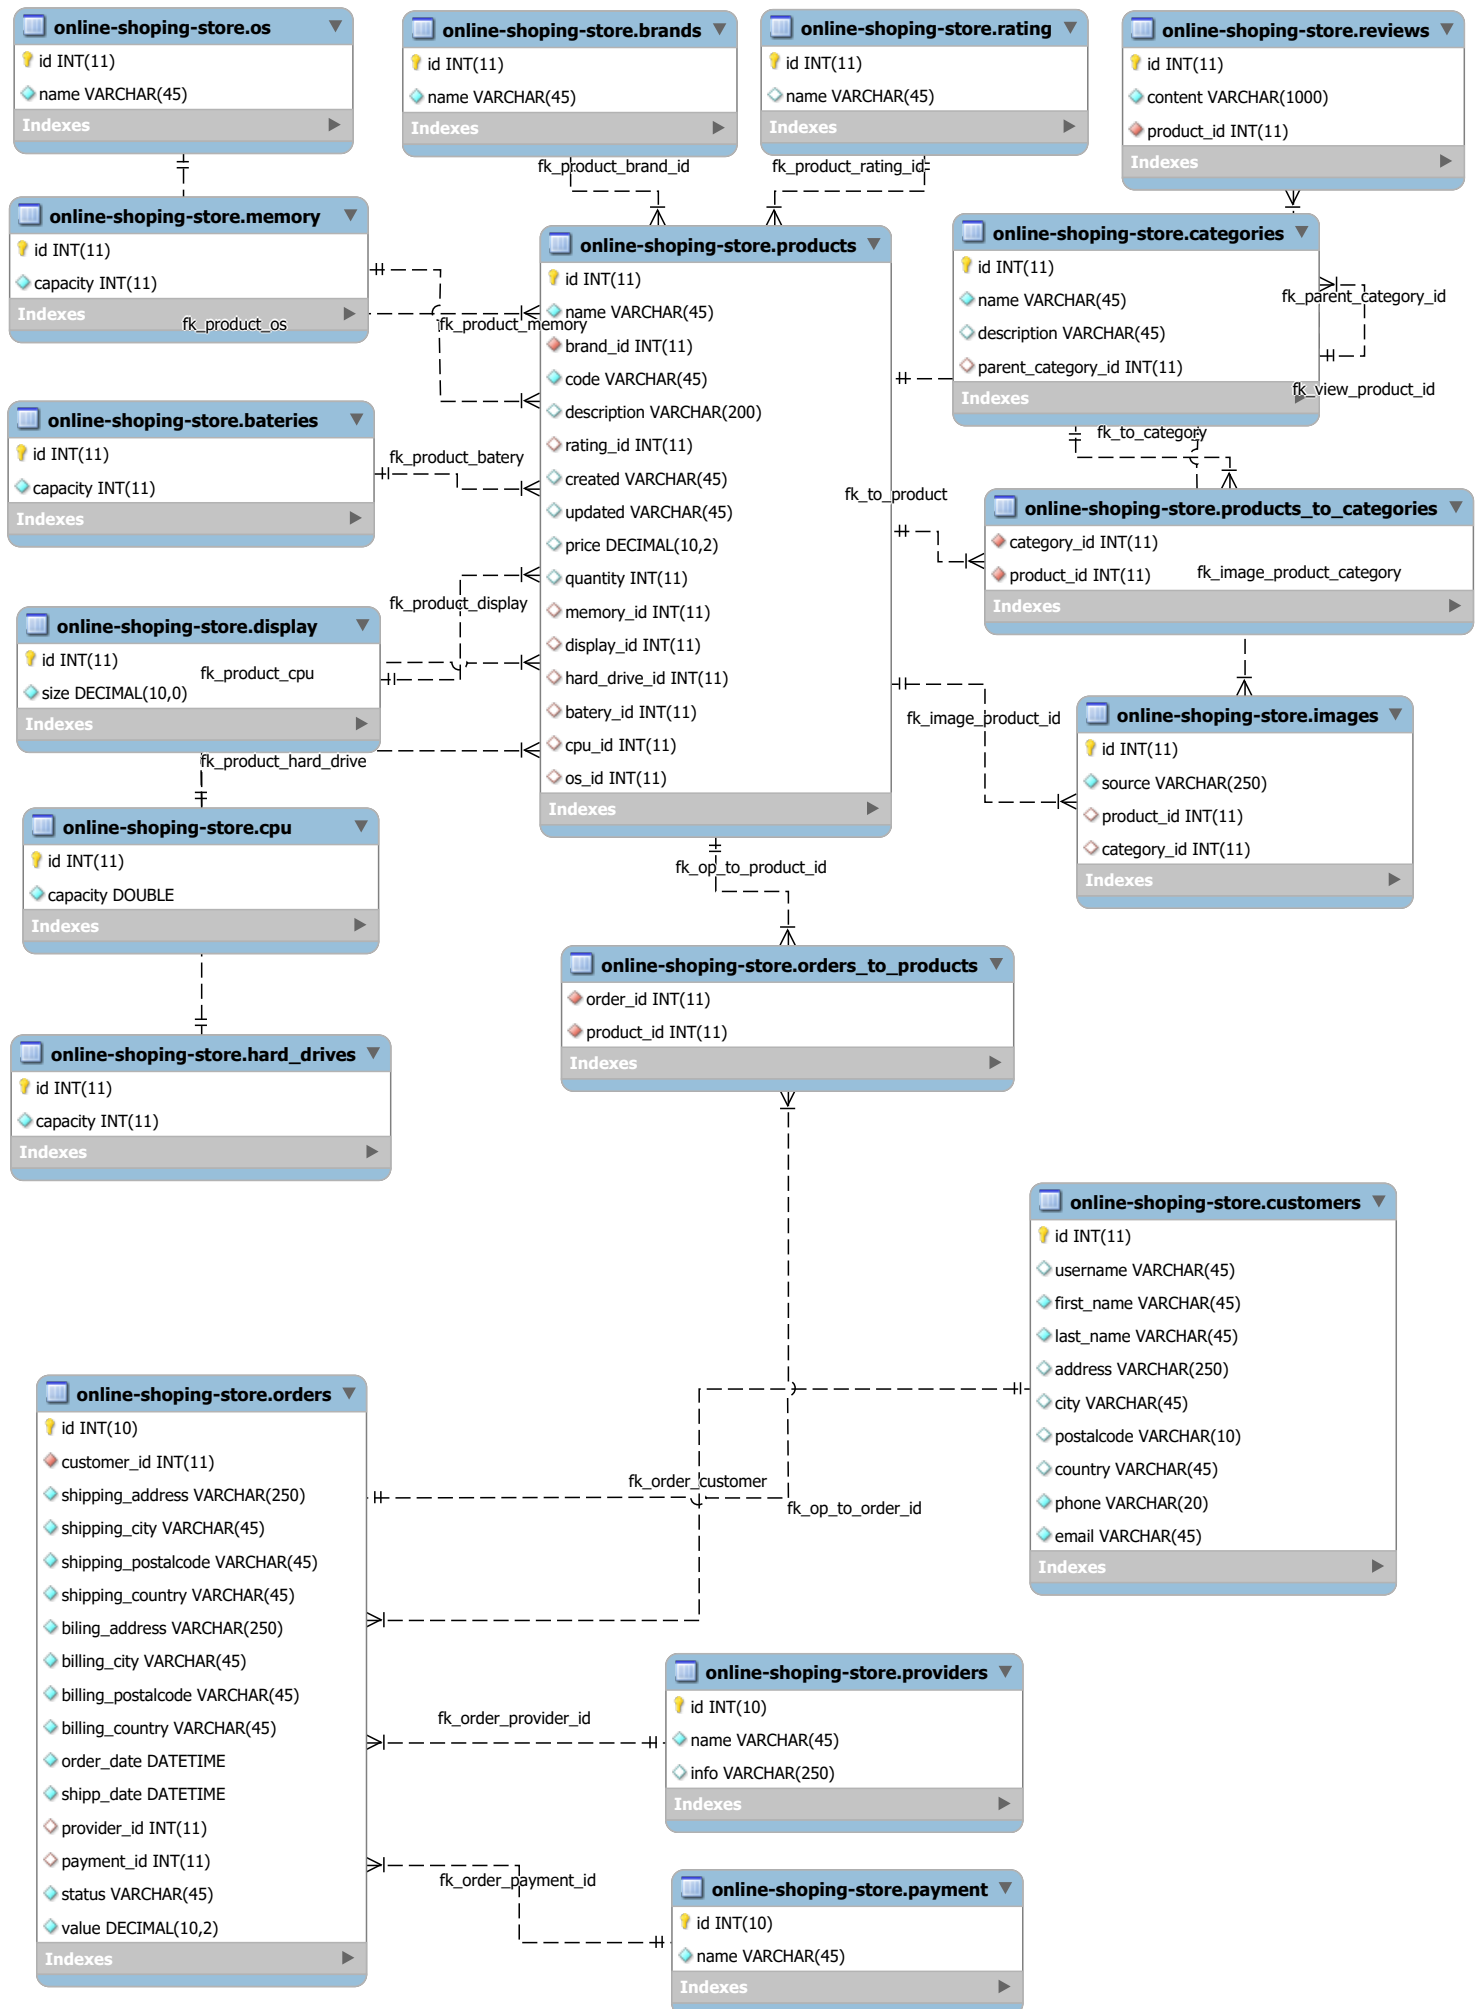 online-shoping-store.os
id INT(11)
name VARCHAR(45)
Indexes
online-shoping-store.brands
id INT(11)
name VARCHAR(45)
Indexes
online-shoping-store.rating
id INT(11)
name VARCHAR(45)
Indexes
online-shoping-store.reviews
id INT(11)
content VARCHAR(1000)
product_id INT(11)
Indexes
fk_product_brand_id
fk_product_rating_id
online-shoping-store.memory
id INT(11)
capacity INT(11)
Indexes
fk_product_os
fk_product_memory
online-shoping-store.products
id INT(11)
name VARCHAR(45)
brand_id INT(11)
code VARCHAR(45)
description VARCHAR(200)
rating_id INT(11)
created VARCHAR(45)
updated VARCHAR(45)
price DECIMAL(10,2)
quantity INT(11)
memory_id INT(11)
display_id INT(11)
hard_drive_id INT(11)
batery_id INT(11)
cpu_id INT(11)
os_id INT(11)
Indexes
online-shoping-store.categories
id INT(11)
name VARCHAR(45)
description VARCHAR(45)
parent_category_id INT(11)
Indexes
fk_parent_category_id
fk_view_product_id
fk_to_category
online-shoping-store.bateries
id INT(11)
capacity INT(11)
Indexes
fk_product_batery
fk_to_product
online-shoping-store.products_to_categories
category_id INT(11)
product_id INT(11)
Indexes
fk_image_product_category
online-shoping-store.display
id INT(11)
size DECIMAL(10,0)
Indexes
fk_product_display
fk_product_cpu
fk_product_hard_drive
fk_image_product_id
online-shoping-store.images
id INT(11)
source VARCHAR(250)
product_id INT(11)
category_id INT(11)
Indexes
online-shoping-store.cpu
id INT(11)
capacity DOUBLE
Indexes
fk_op_to_product_id
online-shoping-store.orders_to_products
order_id INT(11)
product_id INT(11)
Indexes
online-shoping-store.hard_drives
id INT(11)
capacity INT(11)
Indexes
online-shoping-store.customers
id INT(11)
username VARCHAR(45)
first_name VARCHAR(45)
last_name VARCHAR(45)
address VARCHAR(250)
city VARCHAR(45)
postalcode VARCHAR(10)
country VARCHAR(45)
phone VARCHAR(20)
email VARCHAR(45)
Indexes
online-shoping-store.orders
id INT(10)
customer_id INT(11)
shipping_address VARCHAR(250)
shipping_city VARCHAR(45)
shipping_postalcode VARCHAR(45)
shipping_country VARCHAR(45)
biling_address VARCHAR(250)
billing_city VARCHAR(45)
billing_postalcode VARCHAR(45)
billing_country VARCHAR(45)
order_date DATETIME
shipp_date DATETIME
provider_id INT(11)
payment_id INT(11)
status VARCHAR(45)
value DECIMAL(10,2)
Indexes
fk_order_customer
fk_op_to_order_id
fk_order_provider_id
online-shoping-store.providers
id INT(10)
name VARCHAR(45)
info VARCHAR(250)
Indexes
fk_order_payment_id
online-shoping-store.payment
id INT(10)
name VARCHAR(45)
Indexes